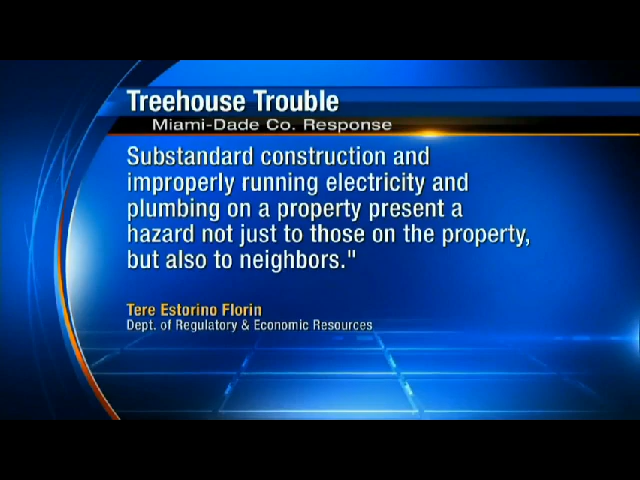 Treehouse Trouble
Miami-Dade Co. Response
Substandard construction and
improperly running electricity and
plumbing on a property present a
hazard not just to those on the property,
but also to neighbors."
Tere Estorino Florin
Dept. of Regulatory & Economic Resources